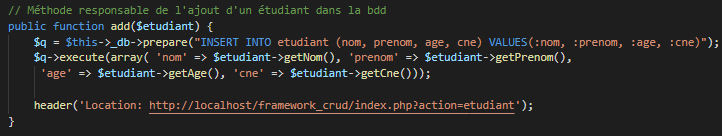 // Méthode responsable de l'ajout d'un étudiant dans la bdd
public function add($etudiant) {
$q = $this->_db->prepare("INSERT INTO etudiant (nom, prenom, age, cne) VALUES(:nom, :prenom, :age, :cne)");
$q->execute(array( 'nom' => $etudiant->getNom(), 'prenom' => $etudiant->getPrenom(),
'age' => $etudiant->getAge(), 'cne' => $etudiant->getCne()));
header('Location: http://localhost/framework_crud/index.php?action=etudiant');
}